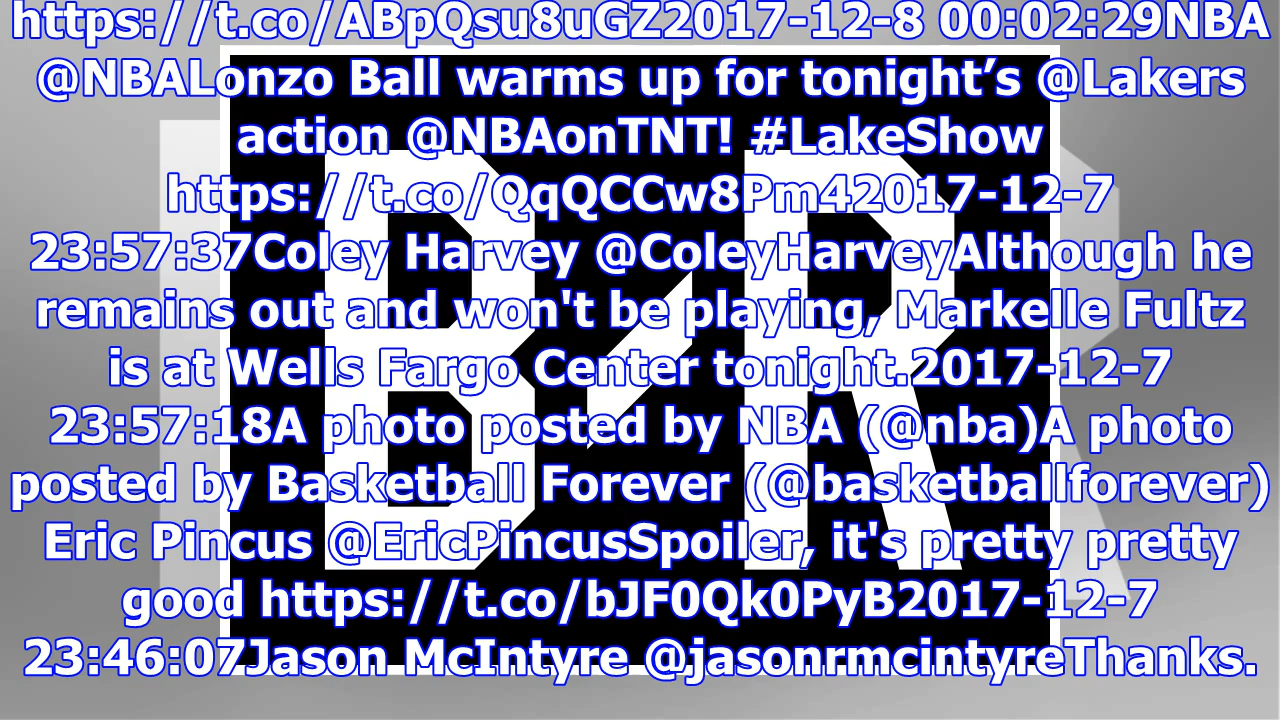 https://t.co/ABpQsu8uGZ2017-12-8 00:02:29NBA
@NBALonzo Ball warms up for tonight’s @Lakers
action @NBAonTNT! #LakeShow
https://t.co/QqQCCw8Pm42017-12-7
23:57:37Coley Harvey @ColeyHarveyAlthough he
remains out and won't be playing, Markelle Fultz
is at Wells Fargo Center tonight.2017-12-7
23:57:18A photo posted by NBA (@nba)A photo
posted by Basketball Forever (@basketballforever)
Eric Pincus @EricPincusSpoiler, it's pretty pretty
good https://t.co/bJF0Qk0PyB2017-12-7
23:46:07Jason McIntyre @jasonrmcintyreThanks.
B R